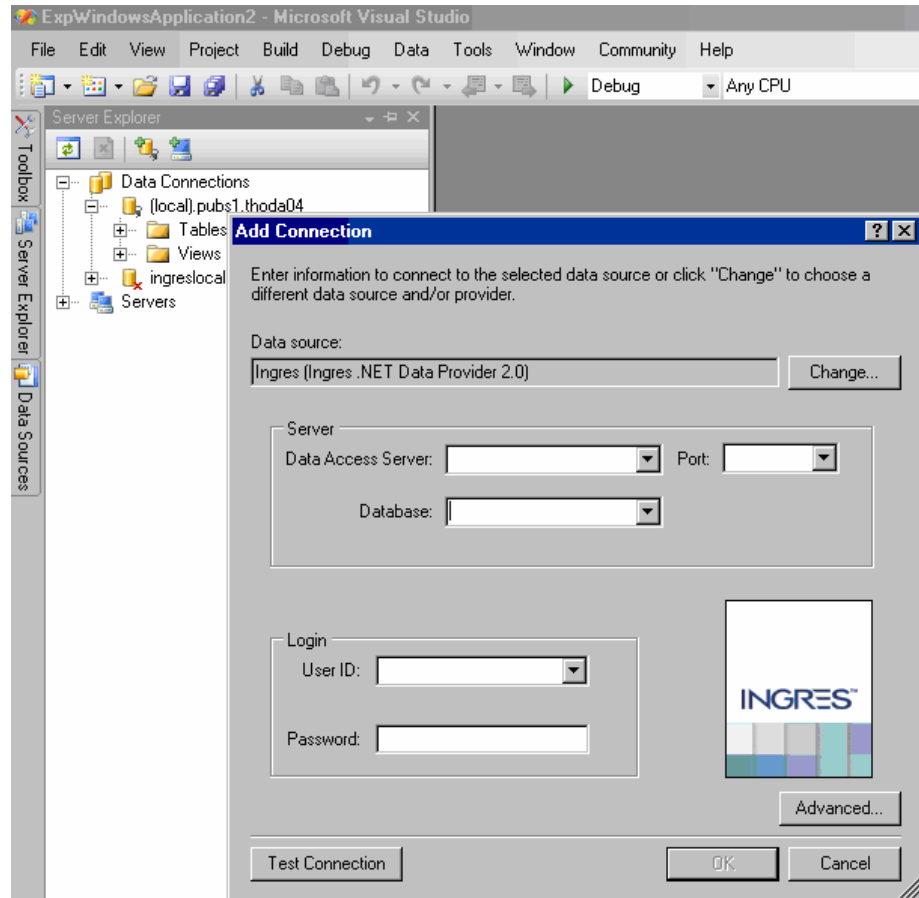 ExpWindowsApplication2 - Microsoft Visual Studio
File Edit View Project Build Debug Data Tools Window Community Help
Debug Any CPU
Toolbox
Server Explorer
Data Sources
Server Explorer
Data Connections
(local).pubs1.thoda04
Tables
Views
ingreslocal
Servers
Add Connection
Enter information to connect to the selected data source or click "Change" to choose a
different data source and/or provider.
Data source:
Ingres (Ingres .NET Data Provider 2.0)
Change...
Server
Data Access Server: Port:
Database:
Login
User ID:
Password:
INGRES™
Advanced...
Test Connection OK Cancel